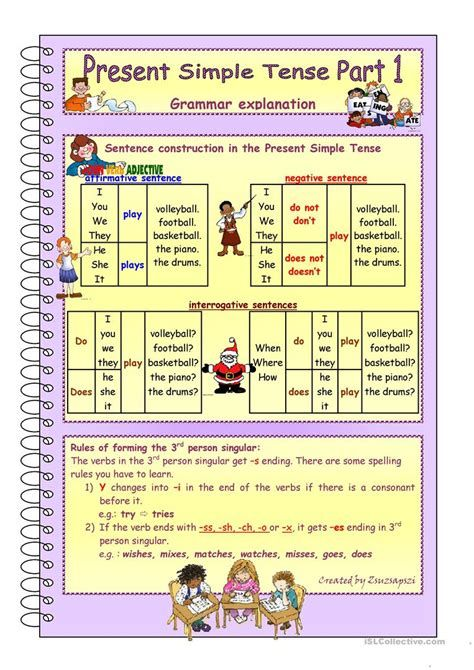 Present Simple Tense Part 1
Grammar explanation
EAT ING ATE
Sentence construction in the Present Simple Tense
VERB ADJECTIVE
affirmative sentence
I
You
We
They
play
He
She
It
plays
volleyball.
football.
basketball.
the piano.
the drums.
negative sentence
I
You
We
They
do not
don't
He
She
It
does not
doesn't
play
volleyball.
football.
basketball.
the piano.
the drums.
interrogative sentences
Do
I
you
we
they
Does
he
she
it
play
volleyball?
football?
basketball?
the piano?
the drums?
When
Where
How
do
I
you
we
they
does
he
she
it
play
volleyball?
football?
basketball?
the piano?
the drums?
Rules of forming the 3rd person singular:
The verbs in the 3rd person singular get –s ending. There are some spelling
rules you have to learn.
1) Y changes into –i in the end of the verbs if there is a consonant
before it.
e.g.: try ⇨ tries
2) If the verb ends with –ss, -sh, -ch, -o or –x, it gets –es ending in 3rd
person singular.
e.g. : wishes, mixes, matches, watches, misses, goes, does
Created by Zsuzsapszi
iSLCollective.com